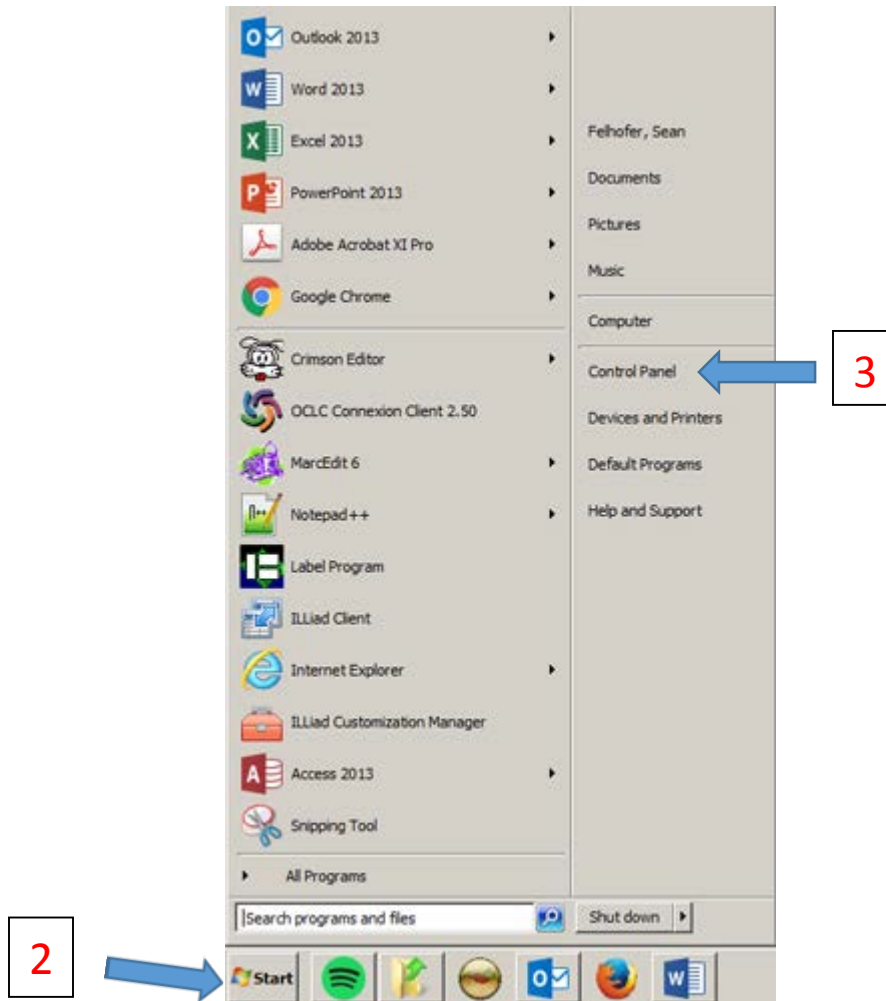 Outlook 2013
Word 2013
Excel 2013
PowerPoint 2013
Adobe Acrobat XI Pro
Google Chrome
Crimson Editor
OCLC Connexion Client 2.50
MarcEdit 6
Notepad++
Label Program
ILLiad Client
Internet Explorer
ILLiad Customization Manager
Access 2013
Snipping Tool
All Programs
Search programs and files
Felhofer, Sean
Documents
Pictures
Music
Computer
Control Panel
3
Devices and Printers
Default Programs
Help and Support
Shut down
2
Start